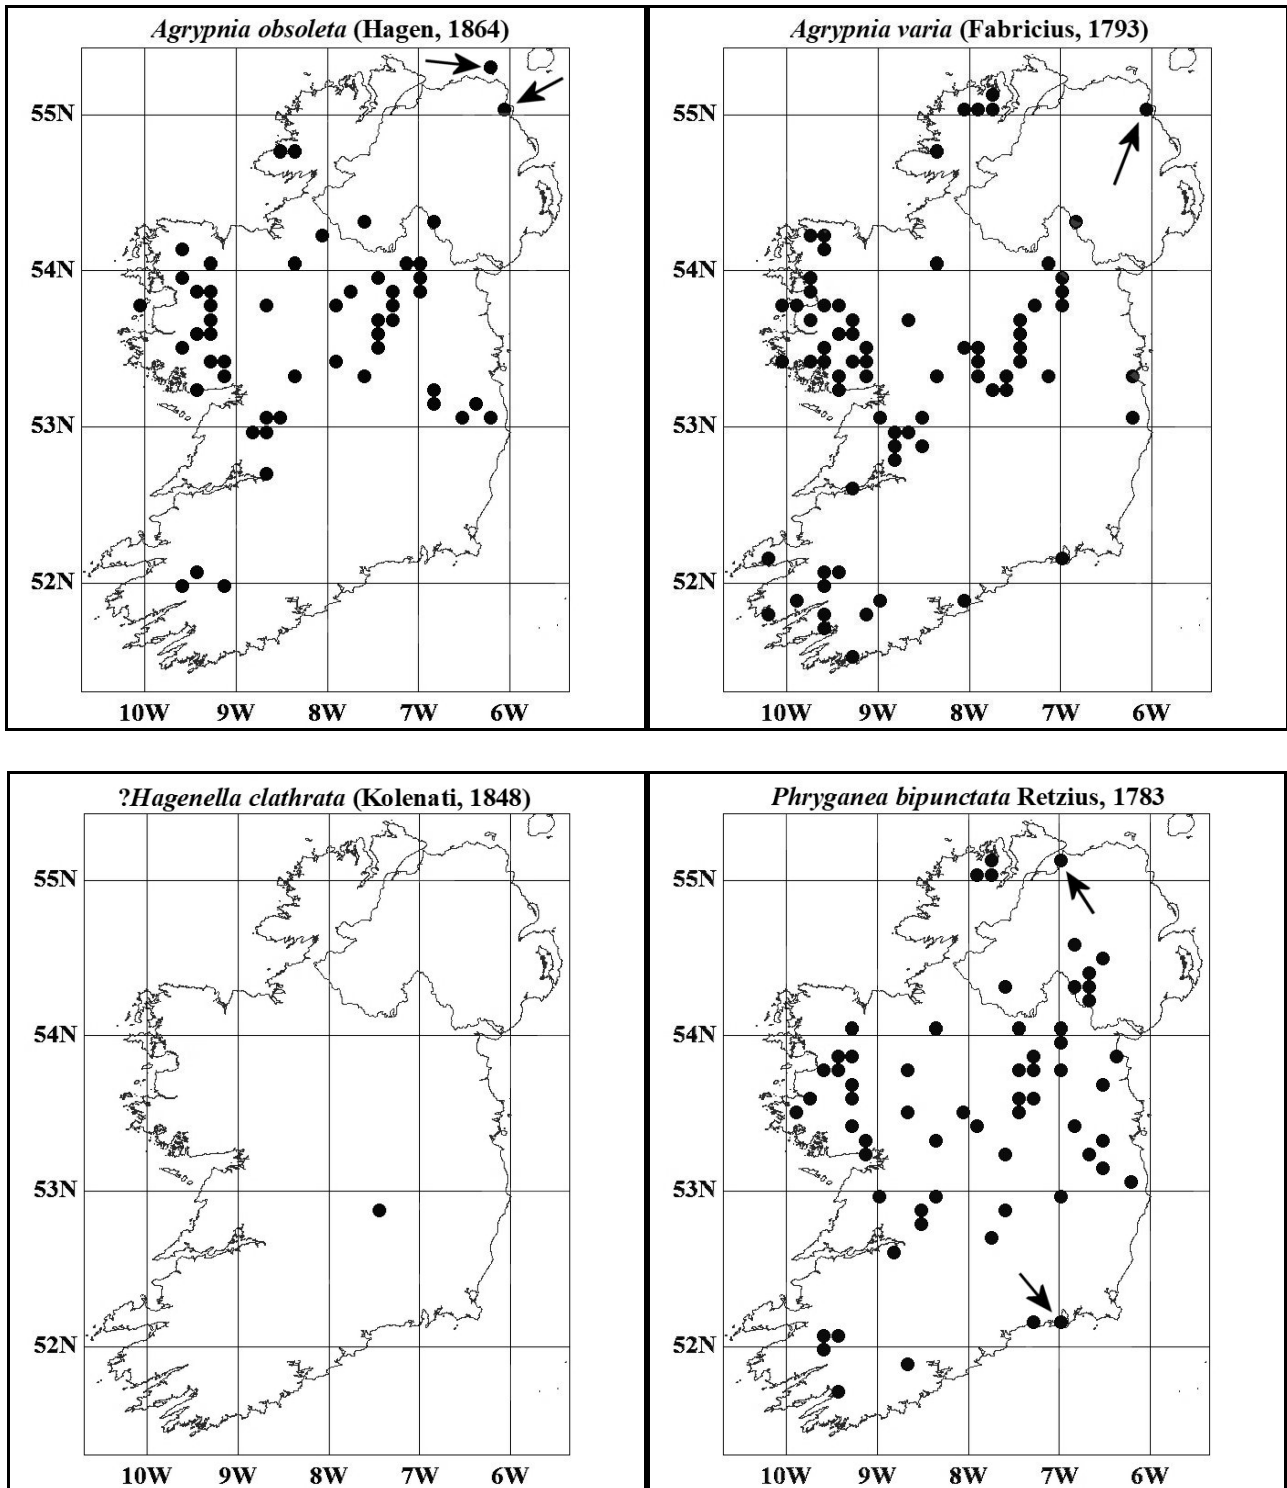 Agrypnia obsoleta (Hagen, 1864)
55N
54N
53N
52N
10W 9W 8W 7W 6W
Agrypnia varia (Fabricius, 1793)
55N
54N
53N
52N
10W 9W 8W 7W 6W
?Hagenella clathrata (Kolenati, 1848)
55N
54N
53N
52N
10W 9W 8W 7W 6W
Phryganea bipunctata Retzius, 1783
55N
54N
53N
52N
10W 9W 8W 7W 6W